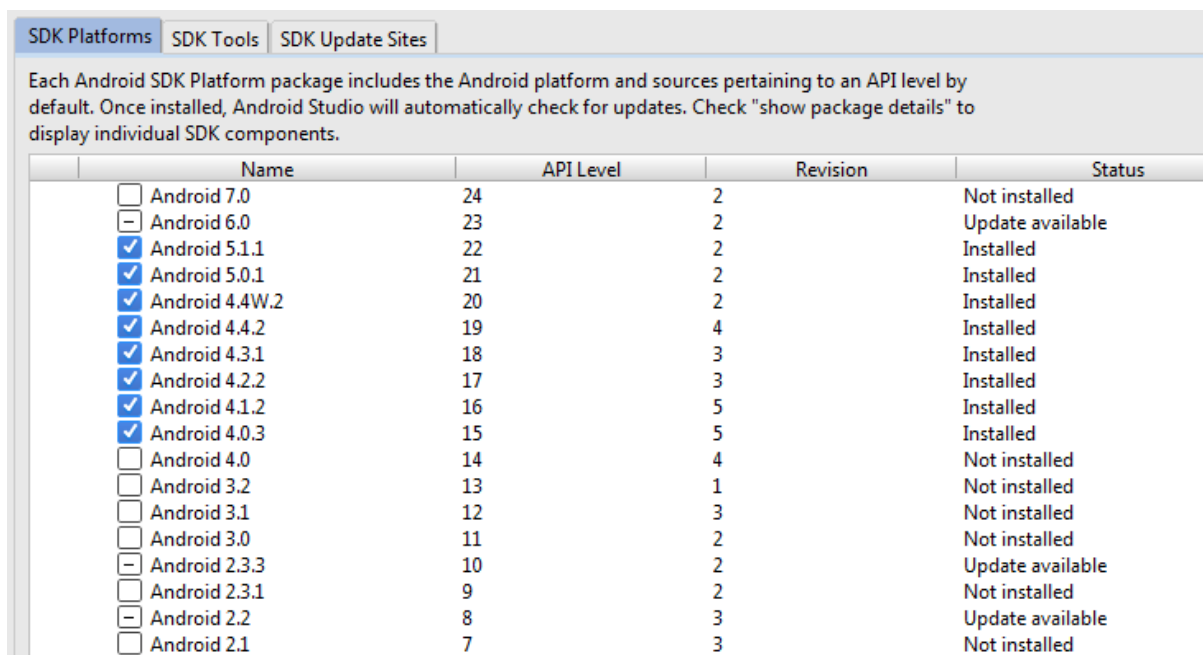 SDK Platforms SDK Tools SDK Update Sites
Each Android SDK Platform package includes the Android platform and sources pertaining to an API level by
default. Once installed, Android Studio will automatically check for updates. Check "show package details" to
display individual SDK components.
Name API Level Revision Status
Android 7.0 24 2 Not installed
Android 6.0 23 2 Update available
Android 5.1.1 22 2 Installed
Android 5.0.1 21 2 Installed
Android 4.4W.2 20 2 Installed
Android 4.4.2 19 4 Installed
Android 4.3.1 18 3 Installed
Android 4.2.2 17 3 Installed
Android 4.1.2 16 5 Installed
Android 4.0.3 15 5 Installed
Android 4.0 14 4 Not installed
Android 3.2 13 1 Not installed
Android 3.1 12 3 Not installed
Android 3.0 11 2 Not installed
Android 2.3.3 10 2 Update available
Android 2.3.1 9 2 Not installed
Android 2.2 8 3 Update available
Android 2.1 7 3 Not installed